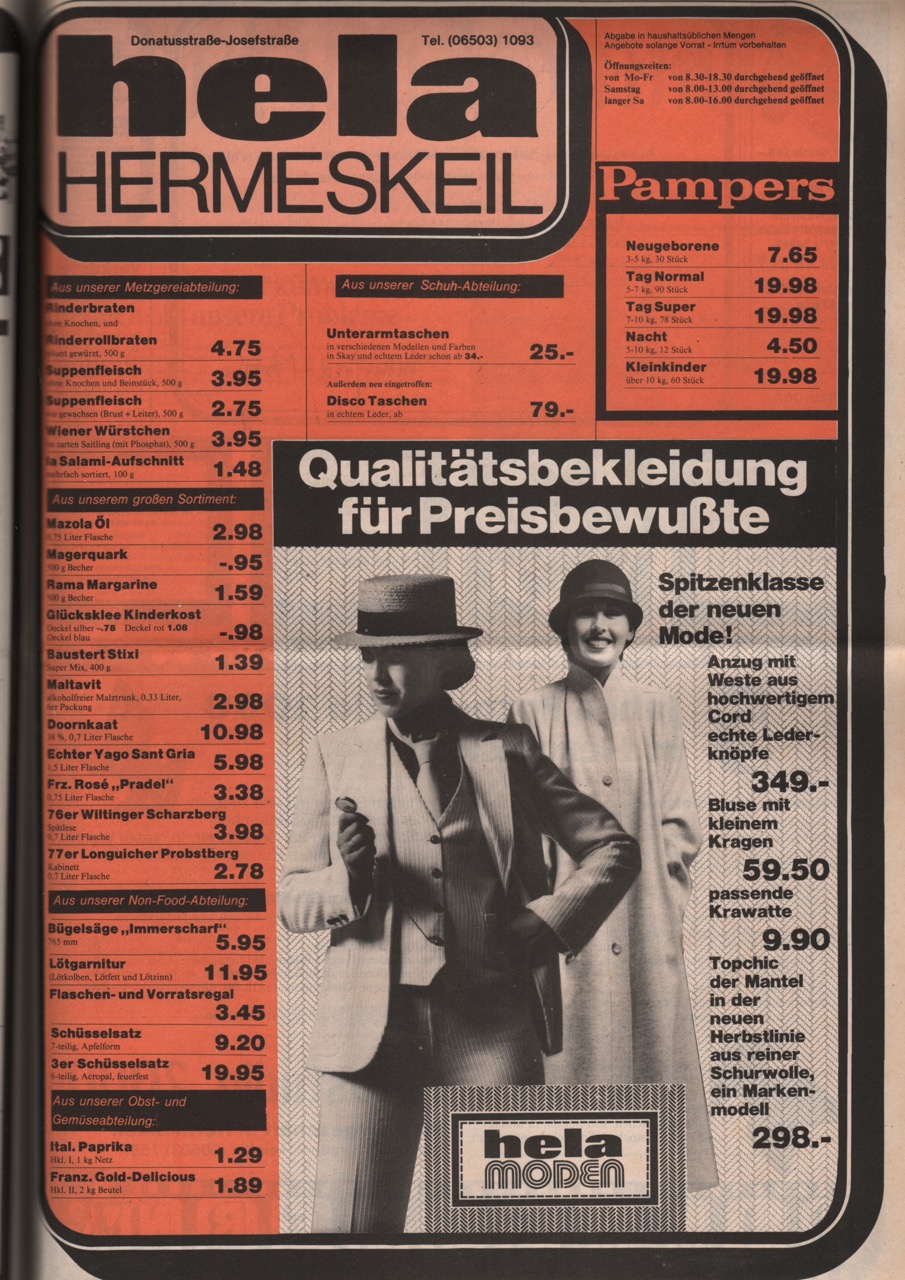 Donatusstraße-Josefstraße
Tel. (06503) 1093
hela
HERMESKEIL
Abgabe in haushaltsüblichen Mengen
Angebote solange Vorrat - Irrtum vorbehalten
Öffnungszeiten:
von Mo-Fr von 8.30-18.30 durchgehend geöffnet
Samstag von 8.00-13.00 durchgehend geöffnet
langer Sa von 8.00-16.00 durchgehend geöffnet
Pampers
Neugeborene
3-5 kg, 30 Stück 7.65
Tag Normal
5-7 kg, 90 Stück 19.98
Tag Super
7-10 kg, 78 Stück 19.98
Nacht
5-10 kg, 12 Stück 4.50
Kleinkinder
über 10 kg, 60 Stück 19.98
Aus unserer Metzgereiabteilung:
Rinderbraten
Knochen, und
Rinderrollbraten
gewürzt, 500 g 4.75
Suppenfleisch
Knochen und Beinstück, 500 g 3.95
Suppenfleisch
gewachsen (Brust + Leiter), 500 g 2.75
Wiener Würstchen
zarten Saitling (mit Phosphat), 500 g 3.95
Ia Salami-Aufschnitt
mehrfach sortiert, 100 g 1.48
Aus unserem großen Sortiment:
Mazola Öl
0,75 Liter Flasche 2.98
Magerquark
500 g Becher -.95
Rama Margarine
500 g Becher 1.59
Glücksklee Kinderkost
Deckel silber -.78 Deckel rot 1.08
Deckel blau -.98
Baustert Stixi
Super Mix, 400 g 1.39
Maltavit
alkoholfreier Malztrunk, 0,33 Liter,
6er Packung 2.98
Doornkaat
38 %, 0,7 Liter Flasche 10.98
Echter Yago Sant Gria
1,5 Liter Flasche 5.98
Frz. Rosé „Pradel“
0,75 Liter Flasche 3.38
76er Wiltinger Scharzberg
Spätlese
0,7 Liter Flasche 3.98
77er Longuicher Probstberg
Kabinett
0,7 Liter Flasche 2.78
Aus unserer Non-Food-Abteilung:
Bügelsäge „Immerscharf“
765 mm 5.95
Lötgarnitur
(Lötkolben, Lötfett und Lötzinn) 11.95
Flaschen- und Vorratsregal
3.45
Schüsselsatz
7-teilig, Apfelform 9.20
3er Schüsselsatz
6-teilig, Acropal, feuerfest 19.95
Aus unserer Obst- und
Gemüseabteilung:
Ital. Paprika
Hkl. I, 1 kg Netz 1.29
Franz. Gold-Delicious
Hkl. II, 2 kg Beutel 1.89
Aus unserer Schuh-Abteilung:
Unterarmtaschen
in verschiedenen Modellen und Farben
in Skay und echtem Leder schon ab 34.- 25.-
Außerdem neu eingetroffen:
Disco Taschen
in echtem Leder, ab 79.-
Qualitätsbekleidung
für Preisbewußte
Spitzenklasse
der neuen
Mode!
Anzug mit
Weste aus
hochwertigem
Cord
echte Leder-
knöpfe
349.-
Bluse mit
kleinem
Kragen
59.50
passende
Krawatte
9.90
Topchic
der Mantel
in der
neuen
Herbstlinie
aus reiner
Schurwolle,
ein Marken-
modell
298.-
hela
MODEN